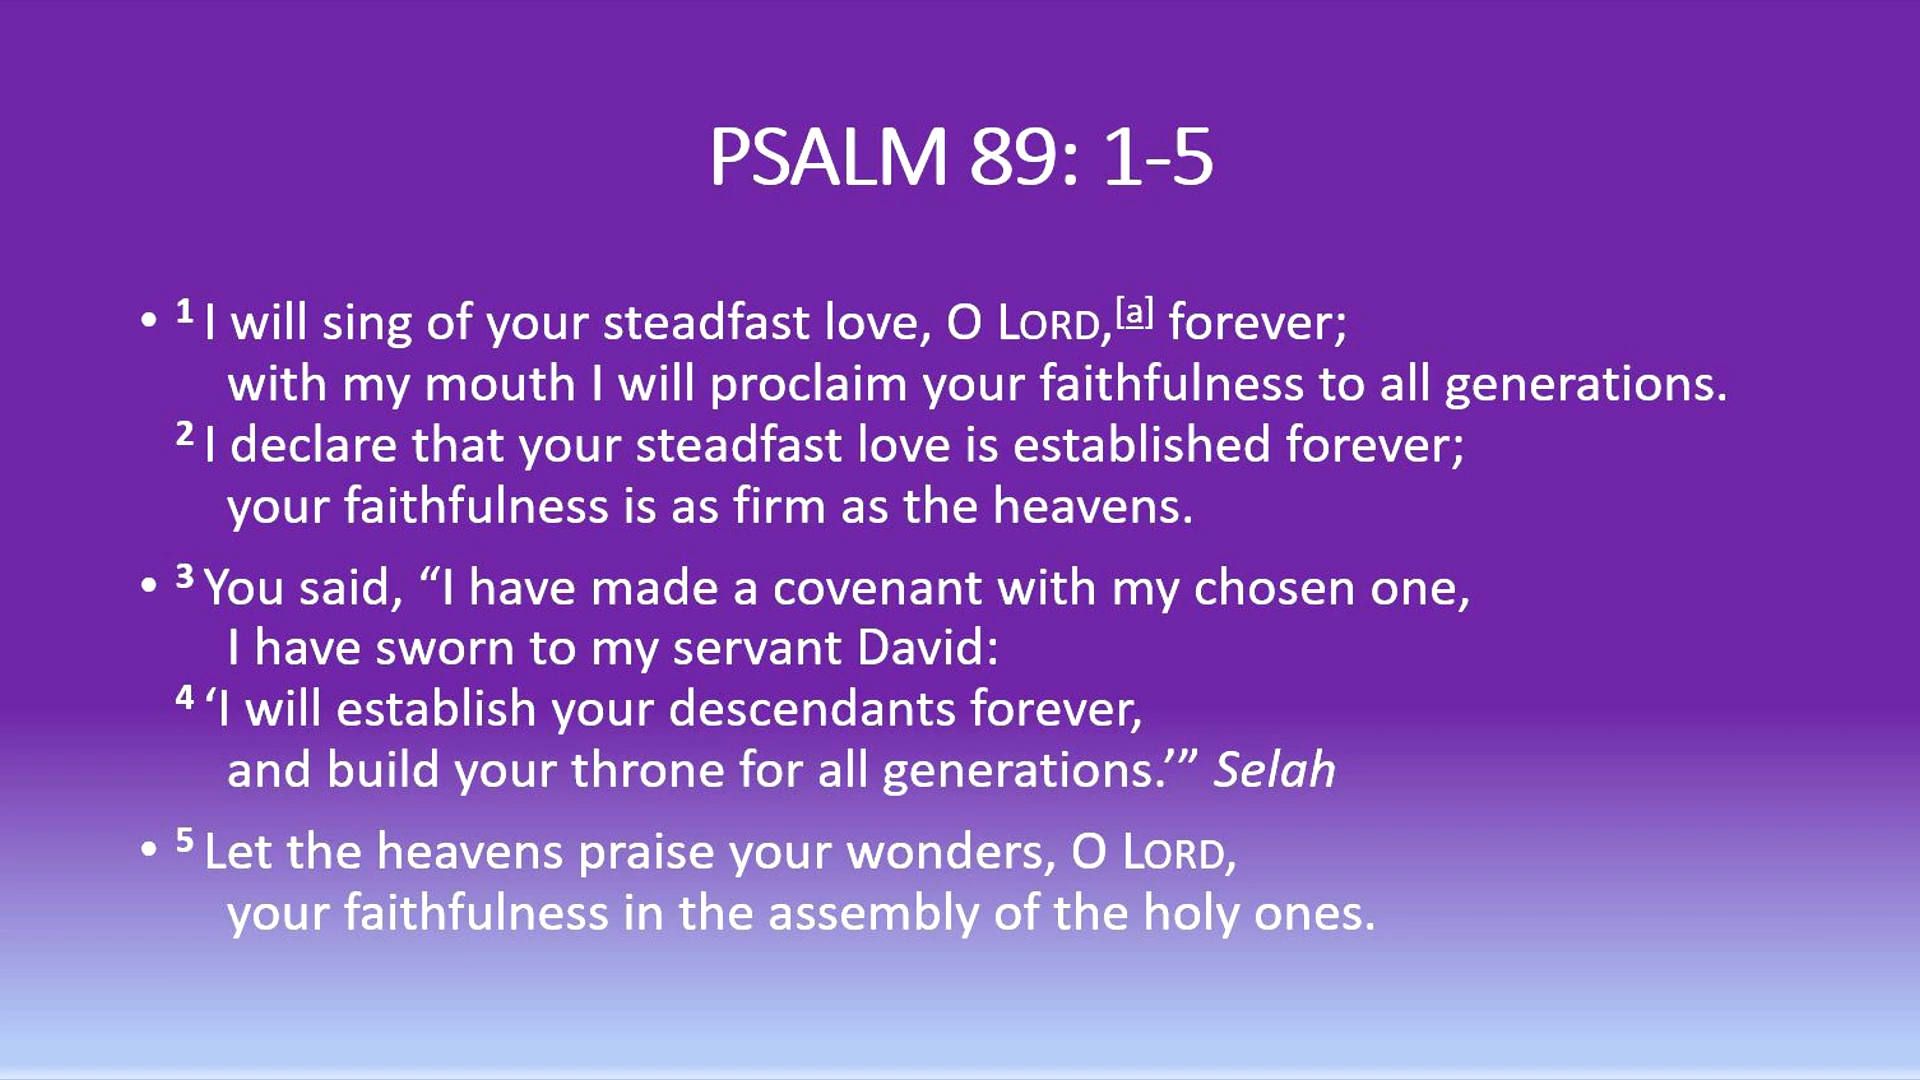 PSALM 89: 1-5
• 1 I will sing of your steadfast love, O LORD,[a] forever;
with my mouth I will proclaim your faithfulness to all generations.
2 I declare that your steadfast love is established forever;
your faithfulness is as firm as the heavens.
• 3 You said, “I have made a covenant with my chosen one,
I have sworn to my servant David:
4 ‘I will establish your descendants forever,
and build your throne for all generations.’” Selah
• 5 Let the heavens praise your wonders, O LORD,
your faithfulness in the assembly of the holy ones.